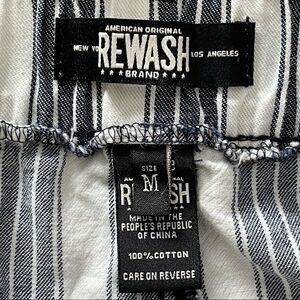 AMERICAN ORIGINAL
NEW YORK REWASH LOS ANGELES
BRAND
SIZE
M
WASH
MADE IN THE
PEOPLE'S REPUBLIC
OF CHINA
100% COTTON
CARE ON REVERSE